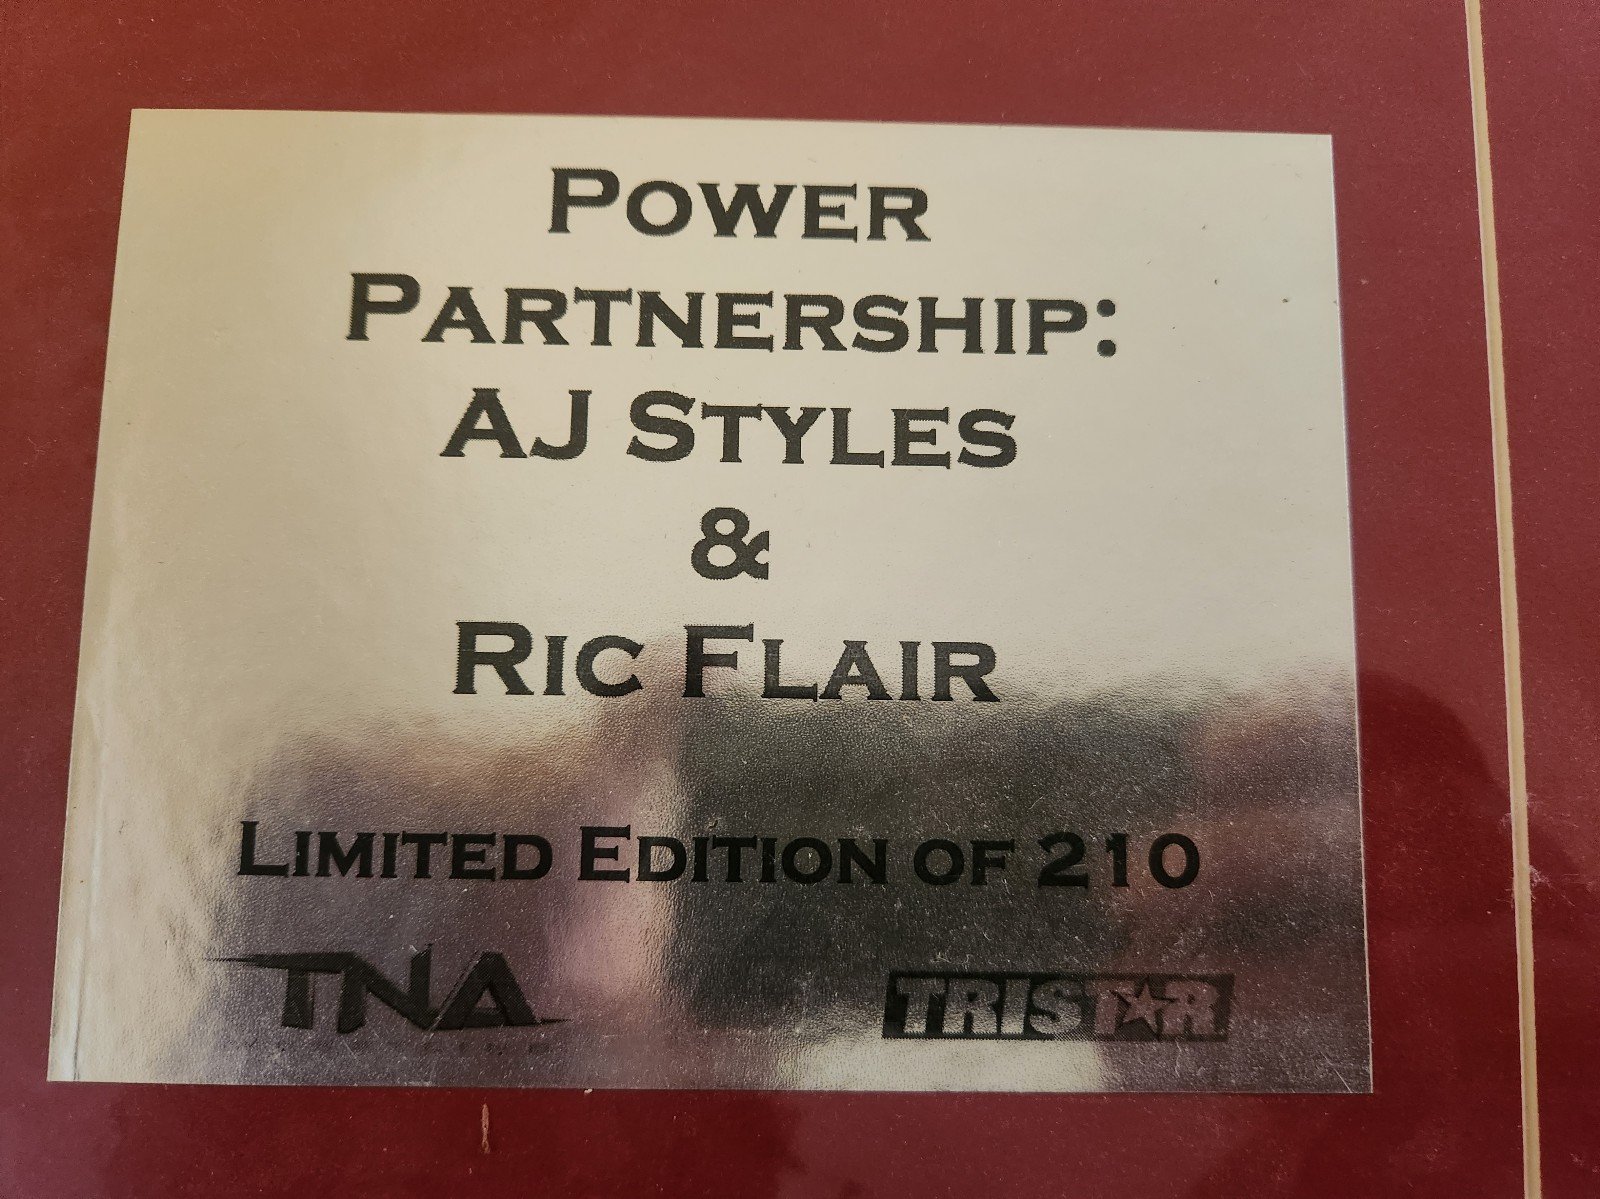 POWER
PARTNERSHIP:
AJ STYLES
&
RIC FLAIR
LIMITED EDITION OF 210
TNA
TRISTAR